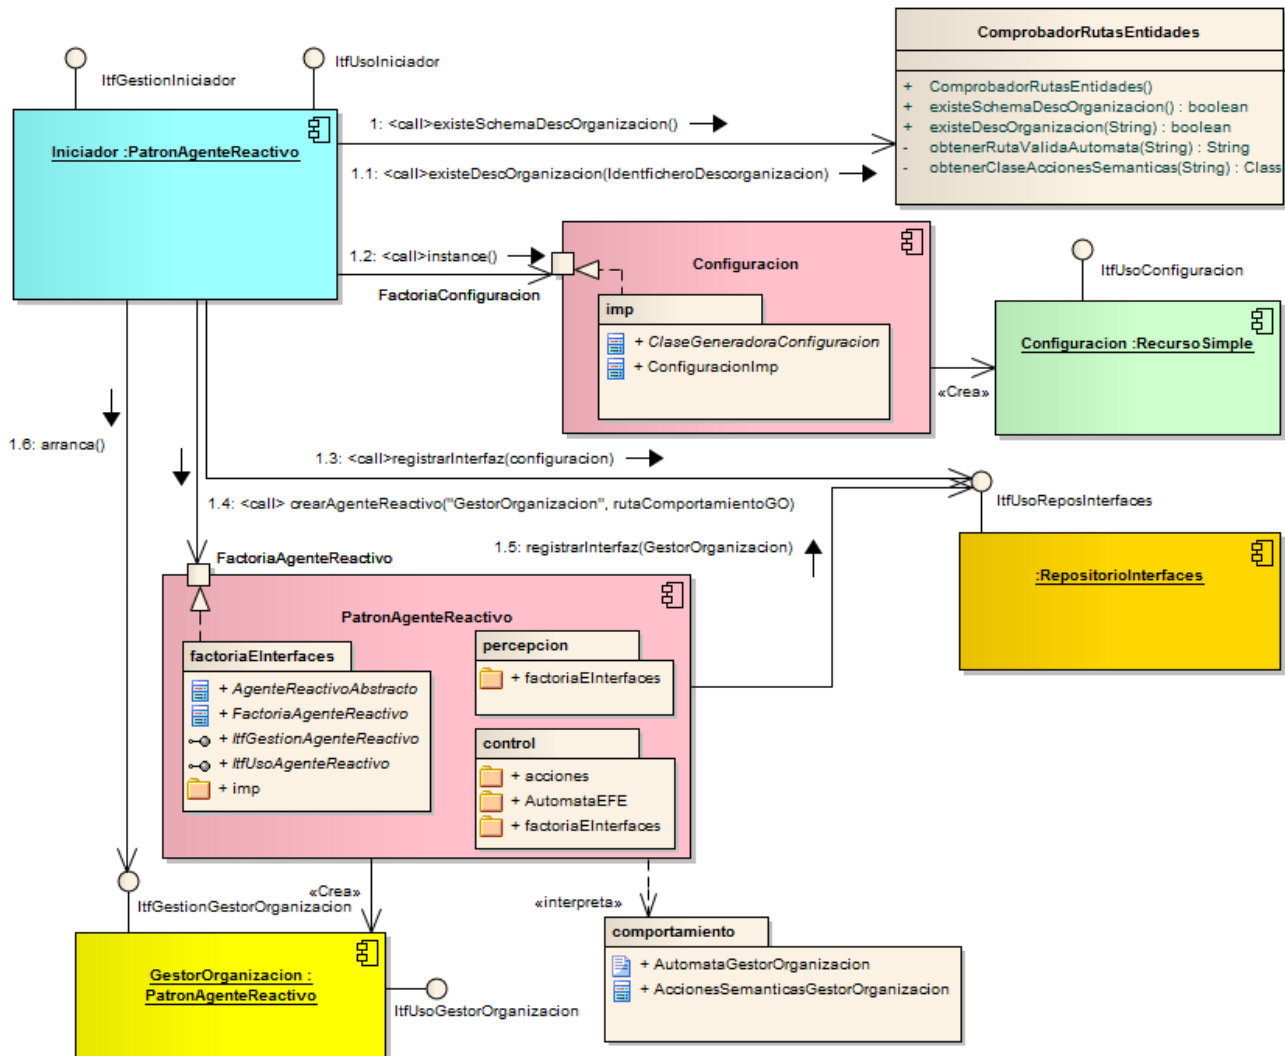 ItfGestionIniciador
ItfUsoIniciador
Iniciador :PatronAgenteReactivo
1: <call>existeSchemaDescOrganizacion()
1.1: <call>existeDescOrganizacion(IdentficheroDescorganizacion)
ComprobadorRutasEntidades
+ ComprobadorRutasEntidades()
+ existeSchemaDescOrganizacion() : boolean
+ existeDescOrganizacion(String) : boolean
- obtenerRutaValidaAutomata(String) : String
- obtenerClaseAccionesSemanticas(String) : Class
1.2: <call>instance()
FactoriaConfiguracion
Configuracion
imp
+ ClaseGeneradoraConfiguracion
+ ConfiguracionImp
ItfUsoConfiguracion
Configuracion :RecursoSimple
«Crea»
1.6: arranca()
1.3: <call>registrarInterfaz(configuracion)
1.4: <call> crearAgenteReactivo("GestorOrganizacion", rutaComportamientoGO)
ItfUsoReposInterfaces
1.5: registrarInterfaz(GestorOrganizacion)
:RepositorioInterfaces
FactoriaAgenteReactivo
PatronAgenteReactivo
factoriaEInterfaces
+ AgenteReactivoAbstracto
+ FactoriaAgenteReactivo
+ ItfGestionAgenteReactivo
+ ItfUsoAgenteReactivo
+ imp
percepcion
+ factoriaEInterfaces
control
+ acciones
+ AutomataEFE
+ factoriaEInterfaces
«Crea»
«interpreta»
ItfGestionGestorOrganizacion
GestorOrganizacion :
PatronAgenteReactivo
ItfUsoGestorOrganizacion
comportamiento
+ AutomataGestorOrganizacion
+ AccionesSemanticasGestorOrganizacion